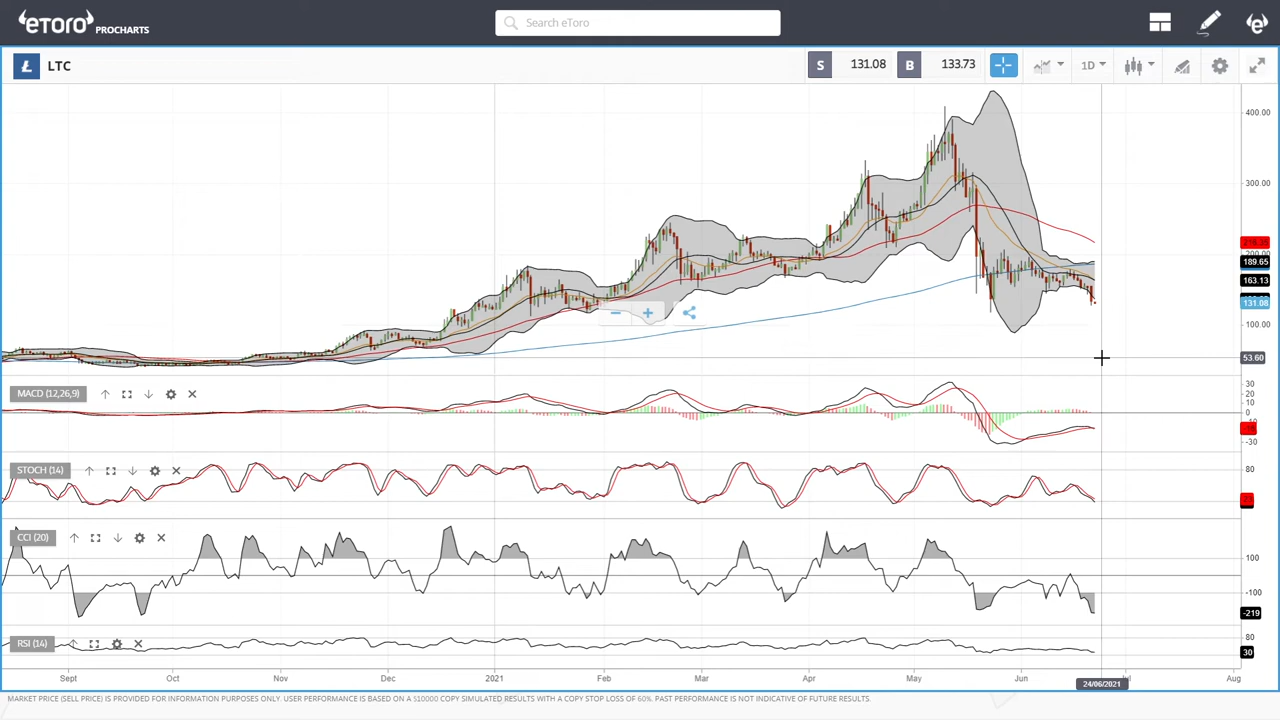 eToro PROCHARTS
Search eToro
Ł LTC S 131.08 B 133.73 1D
400.00
300.00
189.65
163.13
131.08
100.00
53.60
MACD (12,26,9)
30
20
10
0
-30
STOCH (14)
80
CCI (20)
100
-100
-219
RSI (14)
80
30
Sept Oct Nov Dec 2021 Feb Mar Apr May Jun Aug
24/06/2021
MARKET PRICE (SELL PRICE) IS PROVIDED FOR INFORMATION PURPOSES ONLY. USER PERFORMANCE IS BASED ON A $10000 COPY SIMULATED RESULTS WITH A COPY STOP LOSS OF 60%. PAST PERFORMANCE IS NOT INDICATIVE OF FUTURE RESULTS.